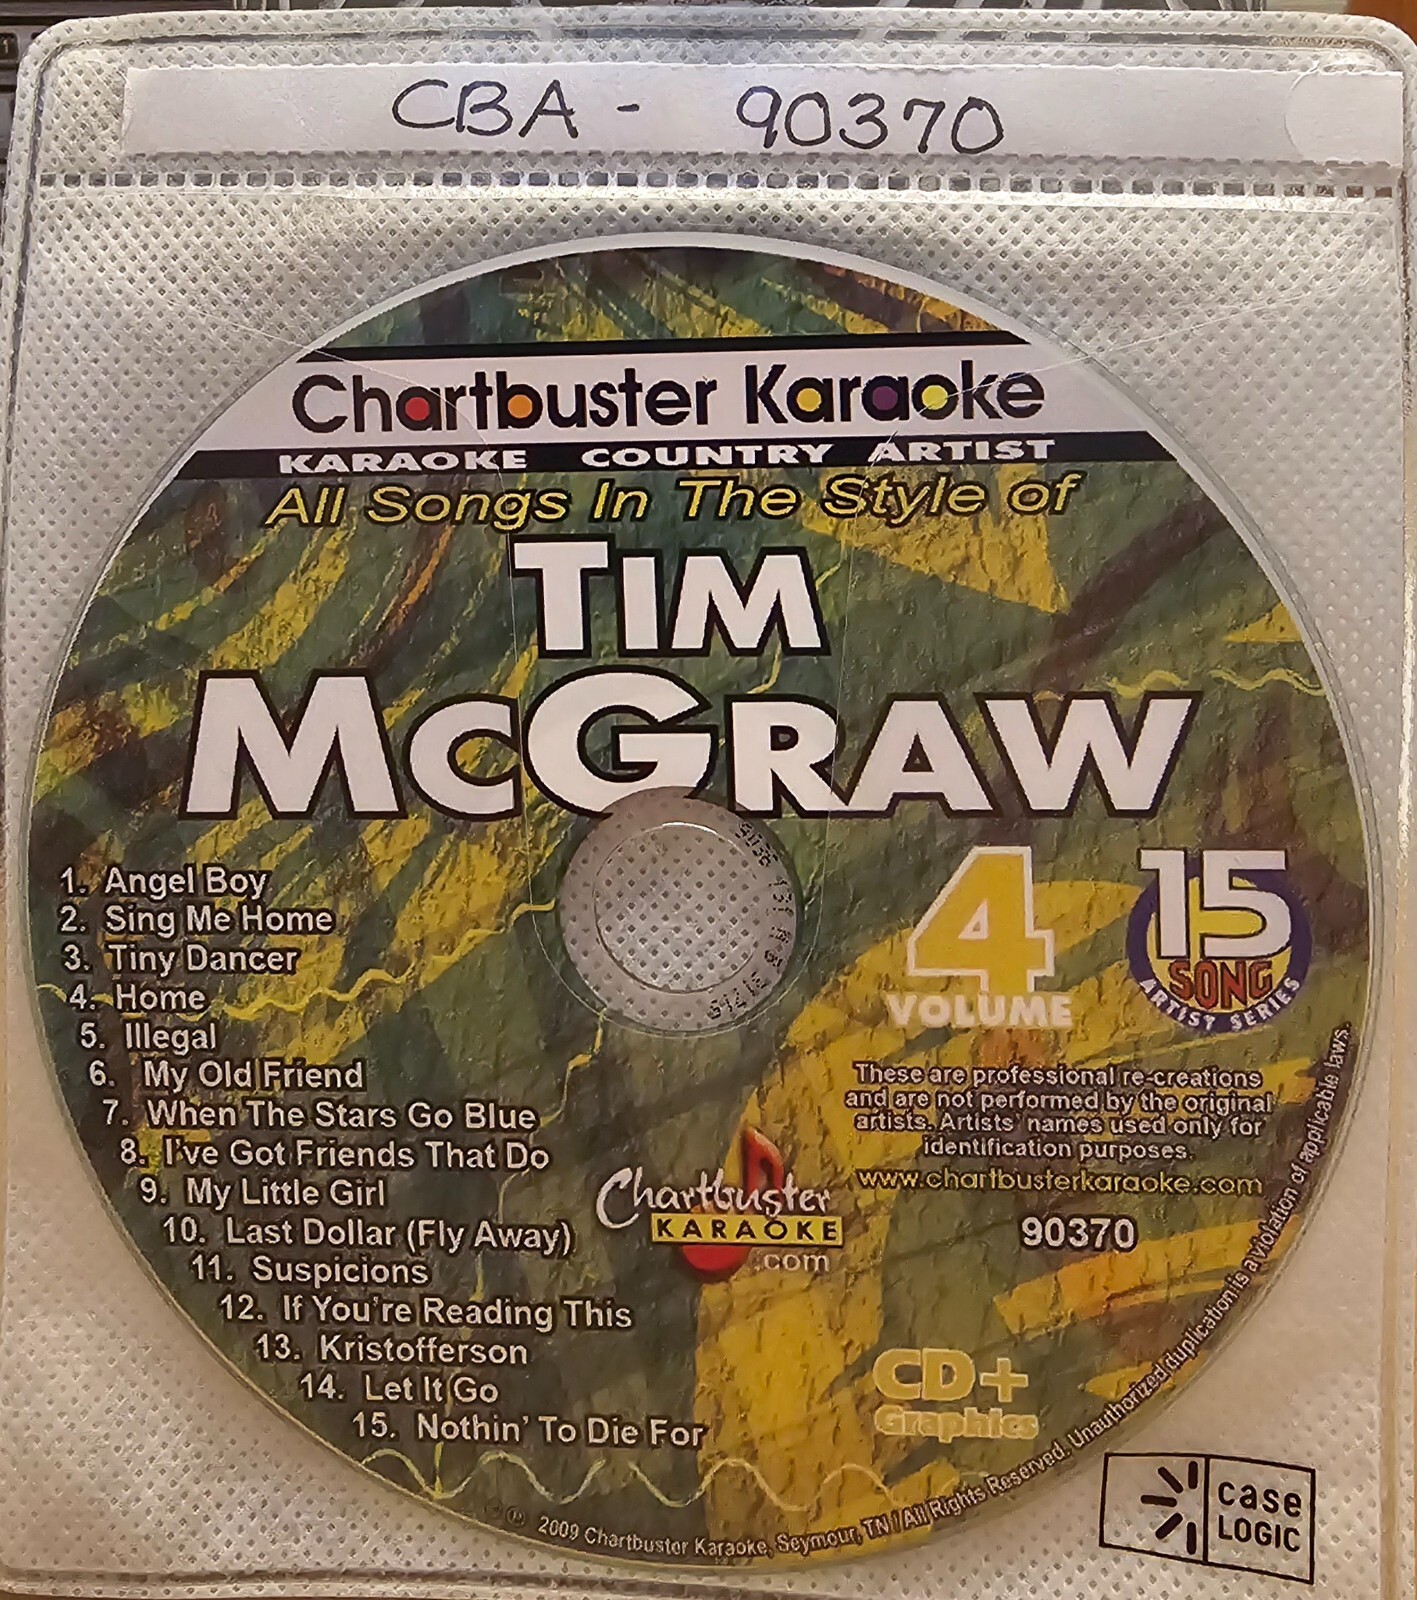 CBA - 90370
Chartbuster Karaoke
KARAOKE COUNTRY ARTIST
All Songs In The Style of
TIM
MCGRAW
1. Angel Boy
2. Sing Me Home
3. Tiny Dancer
4. Home
5. Illegal
6. My Old Friend
7. When The Stars Go Blue
8. I've Got Friends That Do
9. My Little Girl
10. Last Dollar (Fly Away)
11. Suspicions
12. If You're Reading This
13. Kristofferson
14. Let It Go
15. Nothin' To Die For
4
VOLUME
15
SONG
ARTIST SERIES
These are professional re-creations
and are not performed by the original
artists. Artists' names used only for
identification purposes.
www.chartbusterkaraoke.com
90370
Chartbuster
KARAOKE
.com
CD+
Graphics
℗ 2009 Chartbuster Karaoke, Seymour, TN / All Rights Reserved. Unauthorized duplication is a violation of applicable laws.
case
LOGIC